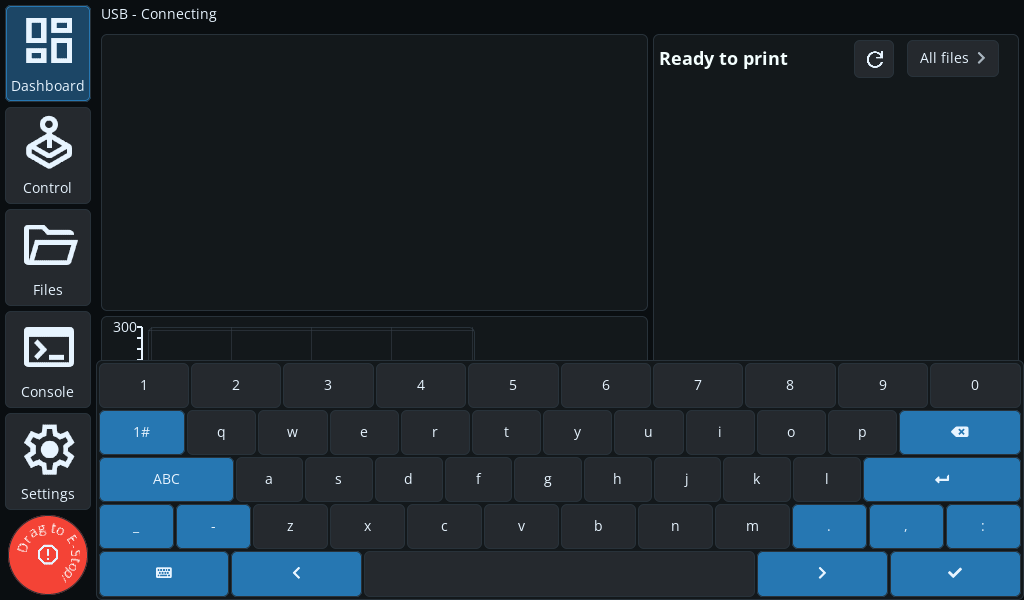 USB - Connecting
Dashboard
Control
Files
Console
Settings
Drag to E-Stop!
Ready to print
All files
300
1 2 3 4 5 6 7 8 9 0
1# q w e r t y u i o p
ABC a s d f g h j k l
_ - z x c v b n m . , :